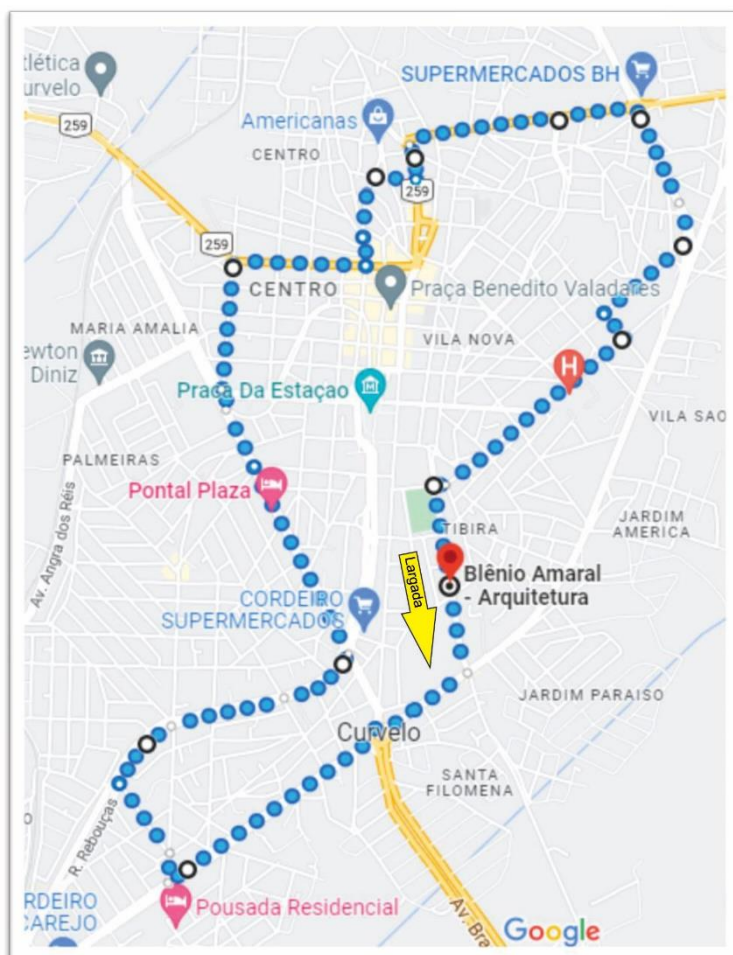 tlética
urvelo
SUPERMERCADOS BH
259
Americanas
CENTRO
259
259
CENTRO
Praça Benedito Valadares
MARIA AMALIA
VILA NOVA
ewton
Diniz
H
Praça Da Estaçao
VILA SAO
PALMEIRAS
Pontal Plaza
JARDIM
AMERICA
TIBIRA
Av. Angra dos Réis
Largada
Blênio Amaral
- Arquitetura
CORDEIRO
SUPERMERCADOS
JARDIM PARAISO
Curvelo
SANTA
FILOMENA
R. Rebouças
RDEIRO
CAREJO
Pousada Residencial
Av. Bra
Google